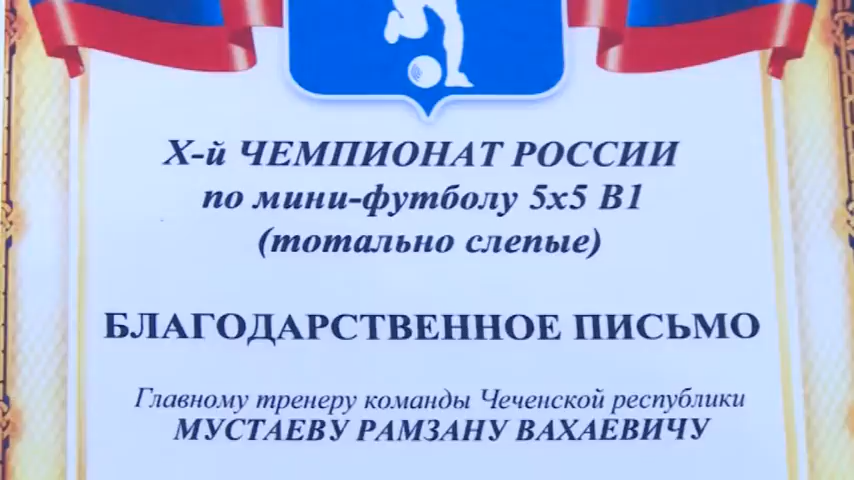 X-й ЧЕМПИОНАТ РОССИИ
по мини-футболу 5х5 В1
(тотально слепые)
БЛАГОДАРСТВЕННОЕ ПИСЬМО
Главному тренеру команды Чеченской республики
МУСТАЕВУ РАМЗАНУ ВАХАЕВИЧУ